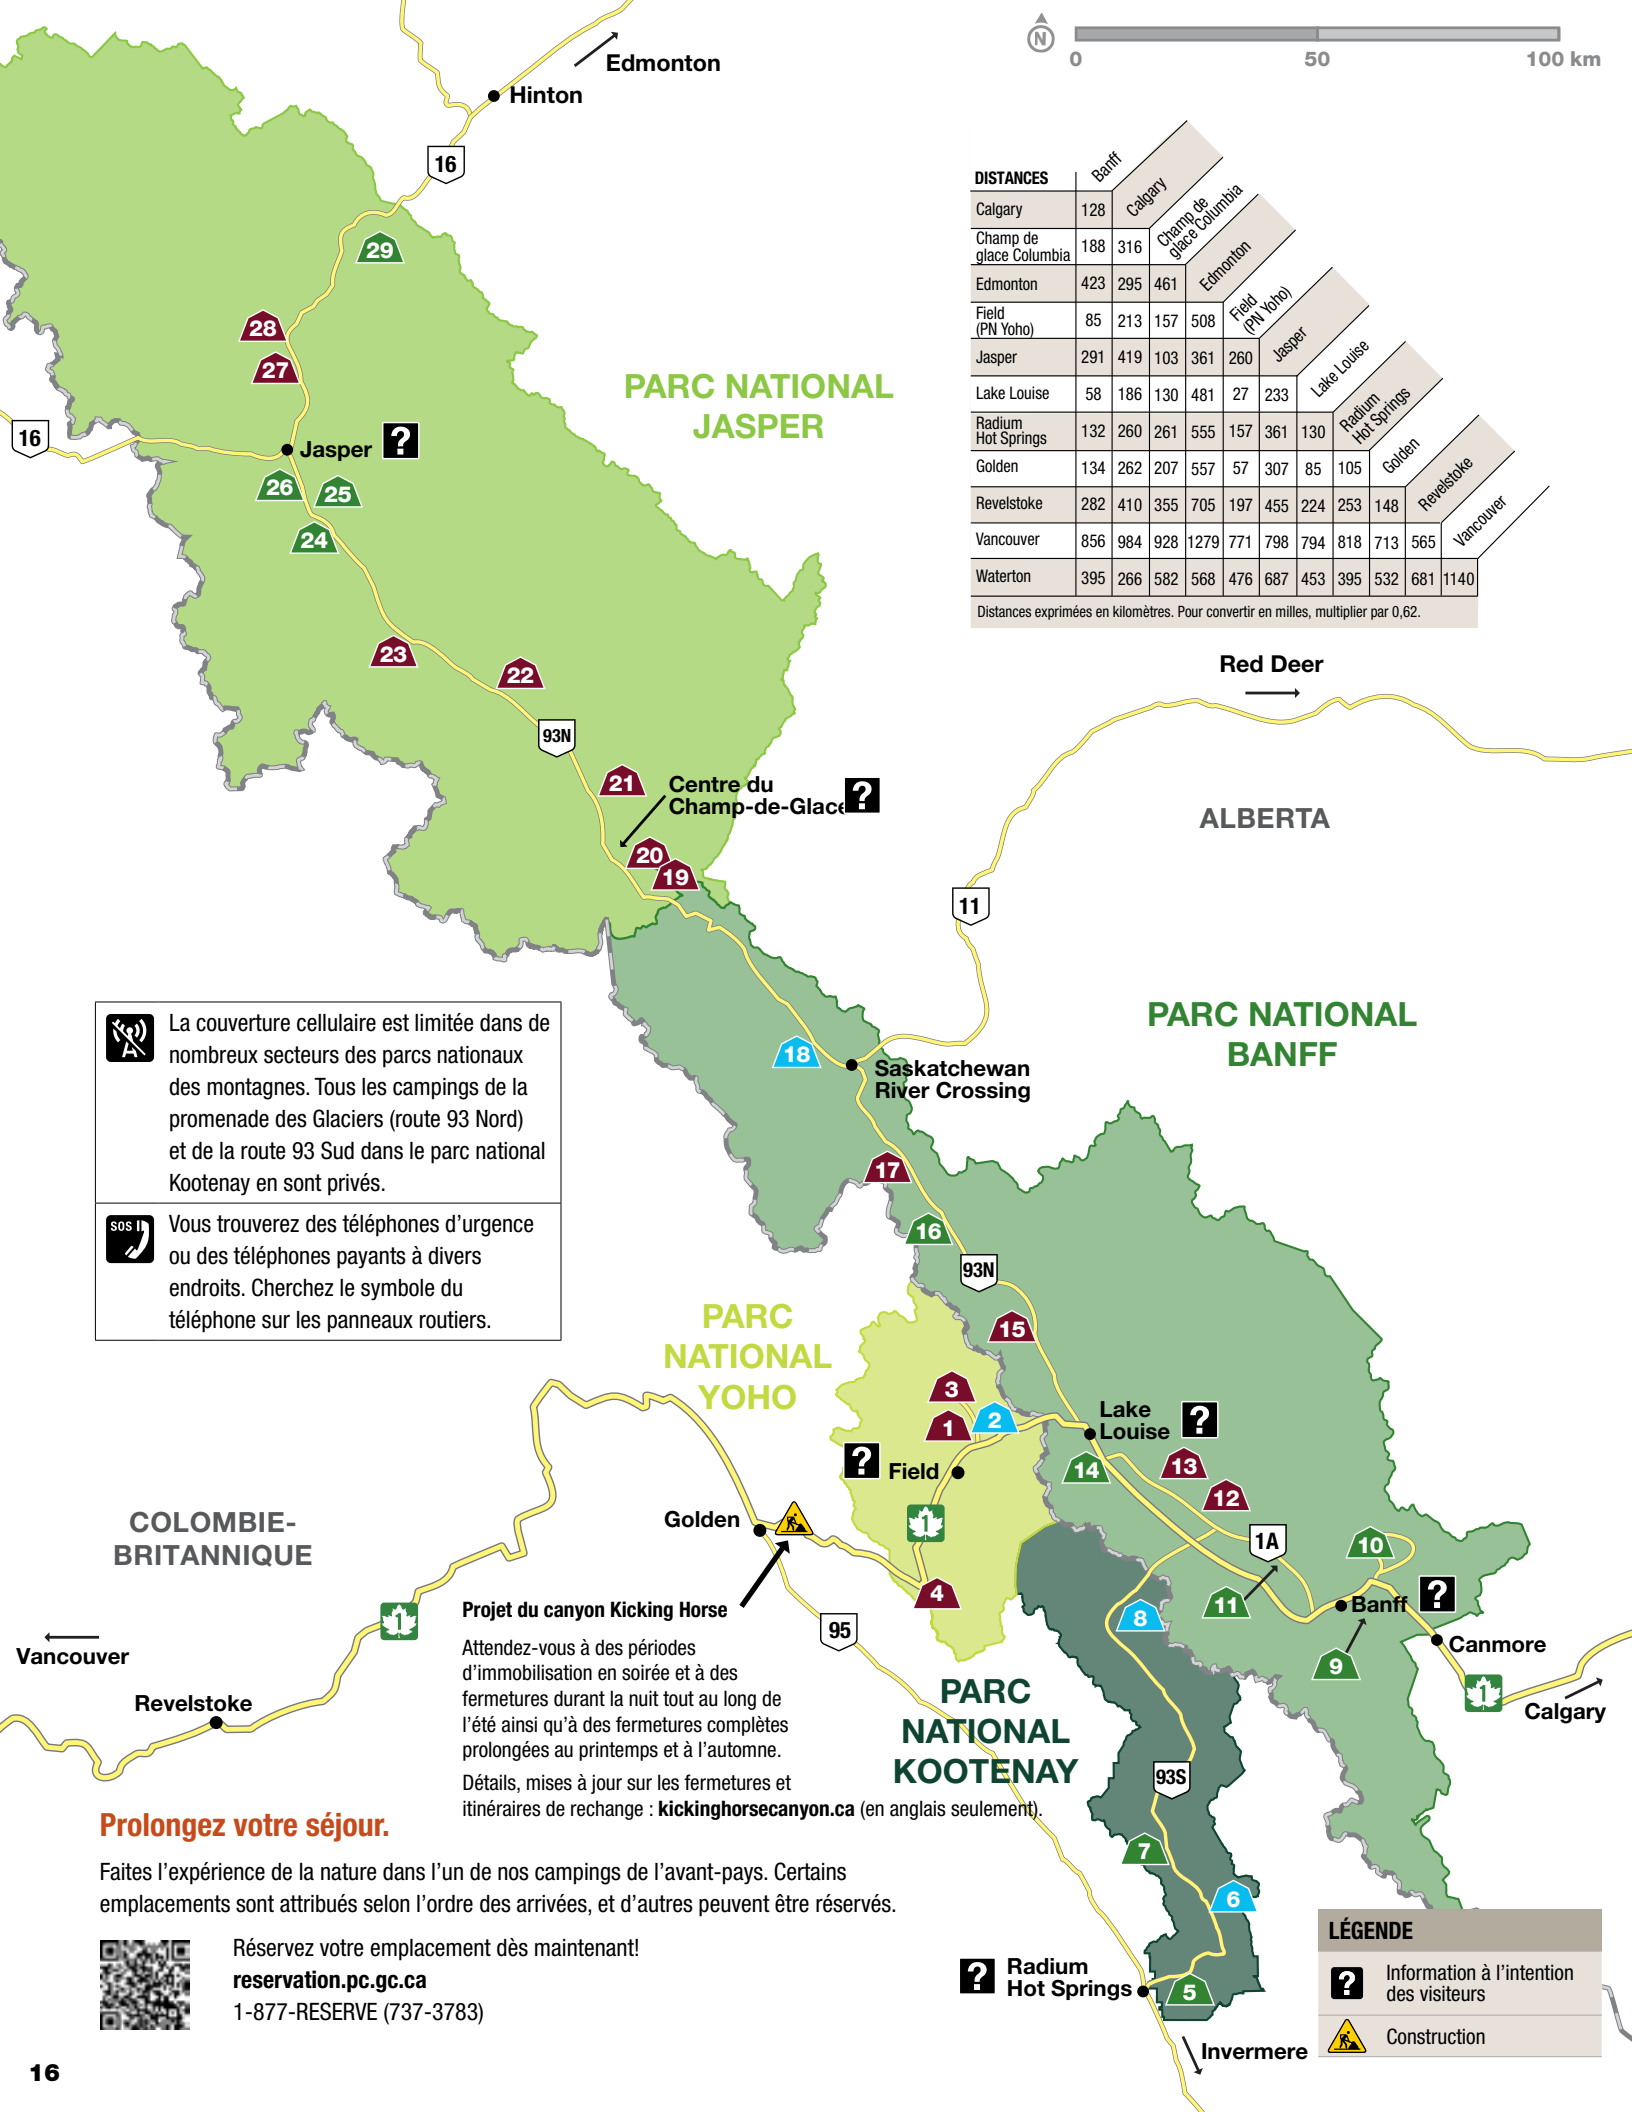 Edmonton
Hinton
N
0 50 100 km
16
DISTANCES
Banff
Calgary
Champ de
glace Columbia
Edmonton
Field
(PN Yoho)
Jasper
Lake Louise
Radium
Hot Springs
Golden
Revelstoke
Vancouver
Calgary 128
Champ de
glace Columbia 188 316
Edmonton 423 295 461
Field
(PN Yoho) 85 213 157 508
Jasper 291 419 103 361 260
Lake Louise 58 186 130 481 27 233
Radium
Hot Springs 132 260 261 555 157 361 130
Golden 134 262 207 557 57 307 85 105
Revelstoke 282 410 355 705 197 455 224 253 148
Vancouver 856 984 928 1279 771 798 794 818 713 565
Waterton 395 266 582 568 476 687 453 395 532 681 1140
Distances exprimées en kilomètres. Pour convertir en milles, multiplier par 0,62.
29
28
27
PARC NATIONAL
JASPER
16
Jasper ?
26
25
24
23
22
93N
21
Centre du
Champ-de-Glace ?
20
19
Red Deer
ALBERTA
11
PARC NATIONAL
BANFF
La couverture cellulaire est limitée dans de
nombreux secteurs des parcs nationaux
des montagnes. Tous les campings de la
promenade des Glaciers (route 93 Nord)
et de la route 93 Sud dans le parc national
Kootenay en sont privés.
SOS
Vous trouverez des téléphones d'urgence
ou des téléphones payants à divers
endroits. Cherchez le symbole du
téléphone sur les panneaux routiers.
18
Saskatchewan
River Crossing
17
16
93N
15
PARC
NATIONAL
YOHO
3
1
2
Lake
Louise ?
? Field
14
13
12
1
1A
10
11
Banff ?
9
Canmore
1
Calgary
Golden
4
8
COLOMBIE-
BRITANNIQUE
1
Vancouver
Revelstoke
95
Projet du canyon Kicking Horse
Attendez-vous à des périodes
d'immobilisation en soirée et à des
fermetures durant la nuit tout au long de
l'été ainsi qu'à des fermetures complètes
prolongées au printemps et à l'automne.
Détails, mises à jour sur les fermetures et
itinéraires de rechange : kickinghorsecanyon.ca (en anglais seulement).
PARC
NATIONAL
KOOTENAY
93S
7
6
5
? Radium
Hot Springs
Invermere
Prolongez votre séjour.
Faites l'expérience de la nature dans l'un de nos campings de l'avant-pays. Certains
emplacements sont attribués selon l'ordre des arrivées, et d'autres peuvent être réservés.
Réservez votre emplacement dès maintenant!
reservation.pc.gc.ca
1-877-RESERVE (737-3783)
LÉGENDE
? Information à l'intention
des visiteurs
Construction
16